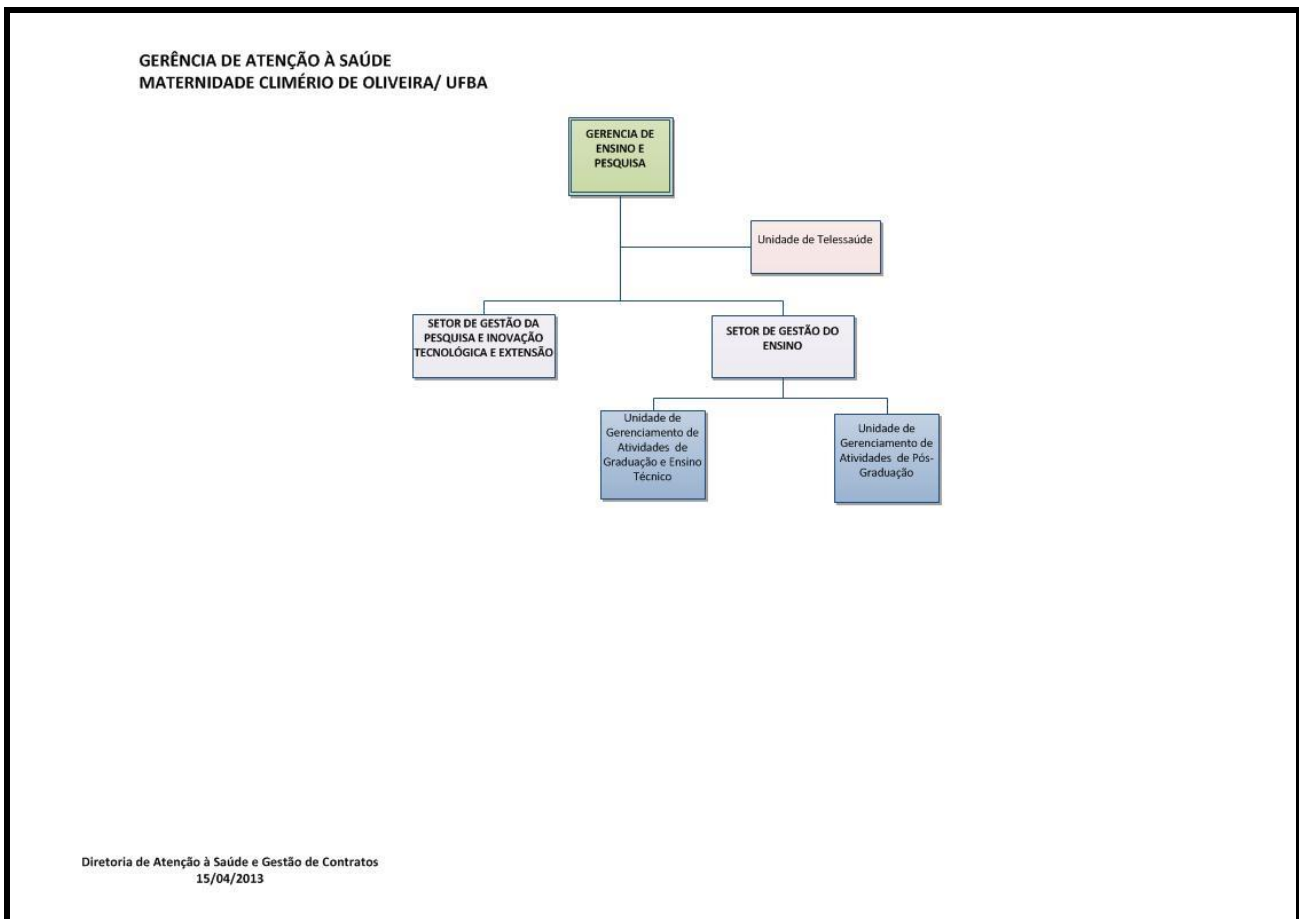 GERÊNCIA DE ATENÇÃO À SAÚDE
MATERNIDADE CLIMÉRIO DE OLIVEIRA/ UFBA
GERENCIA DE
ENSINO E
PESQUISA
Unidade de Telessaúde
SETOR DE GESTÃO DA
PESQUISA E INOVAÇÃO
TECNOLÓGICA E EXTENSÃO
SETOR DE GESTÃO DO
ENSINO
Unidade de
Gerenciamento de
Atividades de
Graduação e Ensino
Técnico
Unidade de
Gerenciamento de
Atividades de Pós-
Graduação
Diretoria de Atenção à Saúde e Gestão de Contratos
15/04/2013